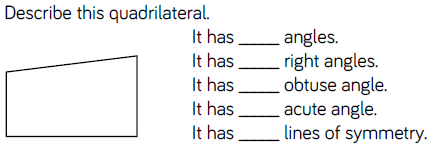 Describe this quadrilateral.
It has _____ angles.
It has _____ right angles.
It has _____ obtuse angle.
It has _____ acute angle.
It has _____ lines of symmetry.